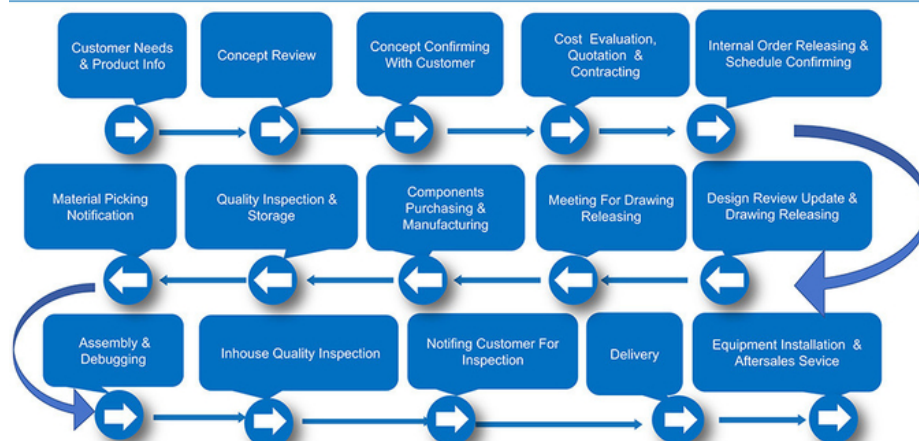 Customer Needs
& Product Info
Concept Review
Concept Confirming
With Customer
Cost Evaluation,
Quotation &
Contracting
Internal Order Releasing &
Schedule Confirming
Material Picking
Notification
Quality Inspection &
Storage
Components
Purchasing &
Manufacturing
Meeting For Drawing
Releasing
Design Review Update &
Drawing Releasing
Assembly &
Debugging
Inhouse Quality Inspection
Notifing Customer For
Inspection
Delivery
Equipment Installation &
Aftersales Sevice